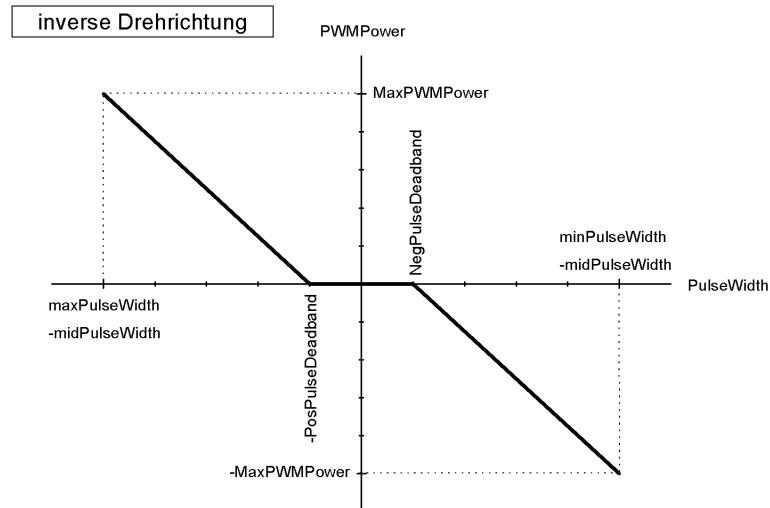 inverse Drehrichtung
PWMPower
MaxPWMPower
NegPulseDeadband
minPulseWidth
-midPulseWidth
PulseWidth
maxPulseWidth
-midPulseWidth
-PosPulseDeadband
-MaxPWMPower